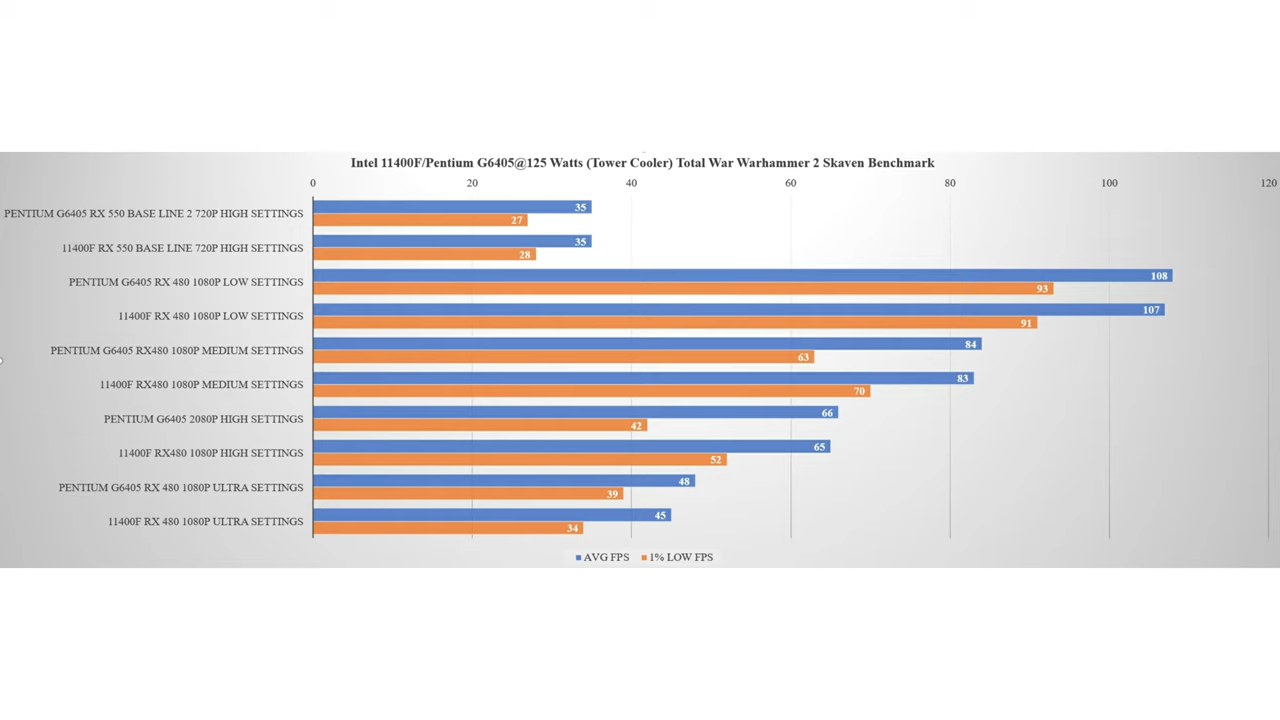 Intel 11400F/Pentium G6405@125 Watts (Tower Cooler) Total War Warhammer 2 Skaven Benchmark
0 20 40 60 80 100 120
PENTIUM G6405 RX 550 BASE LINE 2 720P HIGH SETTINGS 35
27
11400F RX 550 BASE LINE 720P HIGH SETTINGS 35
28
PENTIUM G6405 RX 480 1080P LOW SETTINGS 108
93
11400F RX 480 1080P LOW SETTINGS 107
91
PENTIUM G6405 RX480 1080P MEDIUM SETTINGS 84
63
11400F RX480 1080P MEDIUM SETTINGS 83
70
PENTIUM G6405 2080P HIGH SETTINGS 66
42
11400F RX480 1080P HIGH SETTINGS 65
52
PENTIUM G6405 RX 480 1080P ULTRA SETTINGS 48
39
11400F RX 480 1080P ULTRA SETTINGS 45
34
AVG FPS 1% LOW FPS